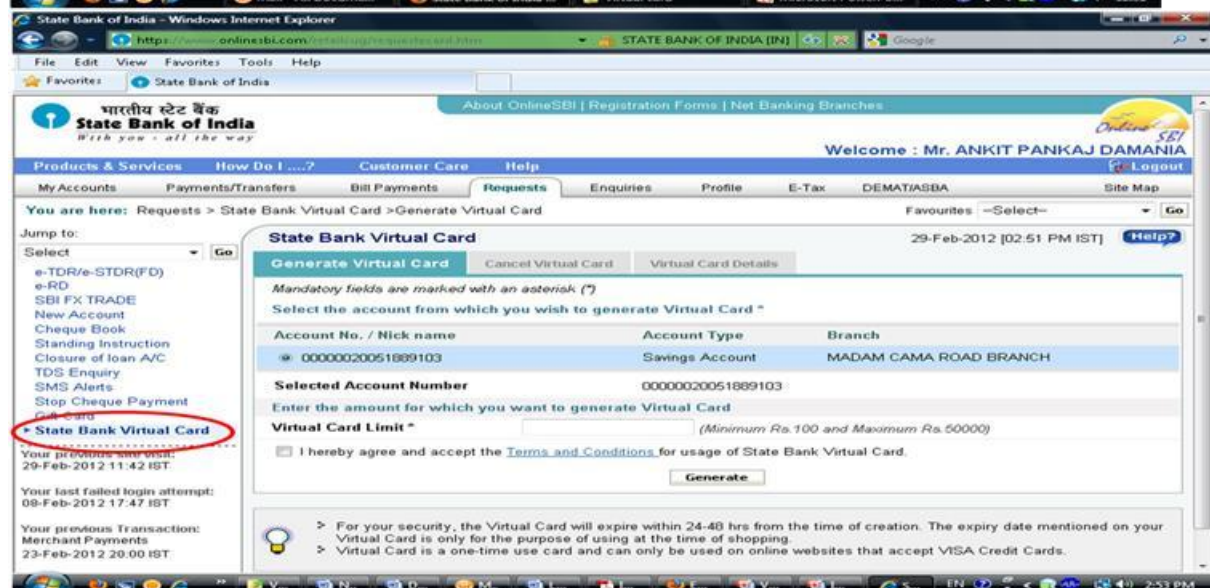 State Bank of India - Windows Internet Explorer
https://www.onlinesbi.com/retail/ug/requestvcard.htm STATE BANK OF INDIA [IN] Google
File Edit View Favorites Tools Help
Favorites State Bank of India
About OnlineSBI | Registration Forms | Net Banking Branches
भारतीय स्टेट बैंक
State Bank of India
With you - all the way
Online SBI
Welcome : Mr. ANKIT PANKAJ DAMANIA
Products & Services How Do I ....? Customer Care Help Logout
My Accounts Payments/Transfers Bill Payments Requests Enquiries Profile E-Tax DEMAT/ASBA Site Map
You are here: Requests > State Bank Virtual Card >Generate Virtual Card Favourites --Select-- Go
Jump to:
Select Go
e-TDR/e-STDR(FD)
e-RD
SBI FX TRADE
New Account
Cheque Book
Standing Instruction
Closure of loan A/C
TDS Enquiry
SMS Alerts
Stop Cheque Payment
Gift Card
State Bank Virtual Card
Your previous site visit:
29-Feb-2012 11:42 IST
Your last failed login attempt:
08-Feb-2012 17:47 IST
Your previous Transaction:
Merchant Payments
23-Feb-2012 20:00 IST
State Bank Virtual Card 29-Feb-2012 [02:51 PM IST] Help?
Generate Virtual Card Cancel Virtual Card Virtual Card Details
Mandatory fields are marked with an asterisk (*)
Select the account from which you wish to generate Virtual Card *
Account No. / Nick name Account Type Branch
00000020051889103 Savings Account MADAM CAMA ROAD BRANCH
Selected Account Number 00000020051889103
Enter the amount for which you want to generate Virtual Card
Virtual Card Limit * (Minimum Rs.100 and Maximum Rs.50000)
I hereby agree and accept the Terms and Conditions for usage of State Bank Virtual Card.
Generate
> For your security, the Virtual Card will expire within 24-48 hrs from the time of creation. The expiry date mentioned on your
Virtual Card is only for the purpose of using at the time of shopping.
> Virtual Card is a one-time use card and can only be used on online websites that accept VISA Credit Cards.
EN 2:53 PM